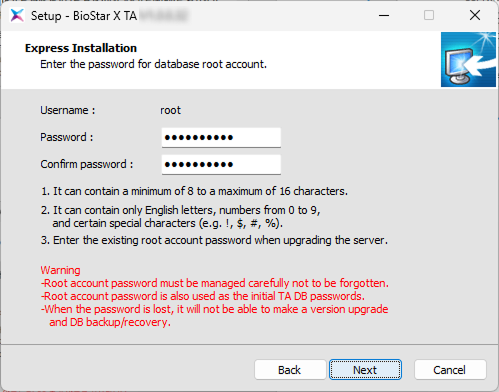 Setup - BioStar X TA
Express Installation
Enter the password for database root account.
Username :
root
Password :
●●●●●●●●●●
Confirm password :
●●●●●●●●●●
1. It can contain a minimum of 8 to a maximum of 16 characters.
2. It can contain only English letters, numbers from 0 to 9,
and certain special characters (e.g. !, $, #, %).
3. Enter the existing root account password when upgrading the server.
Warning
-Root account password must be managed carefully not to be forgotten.
-Root account password is also used as the initial TA DB passwords.
-When the password is lost, it will not be able to make a version upgrade
and DB backup/recovery.
Back
Next
Cancel